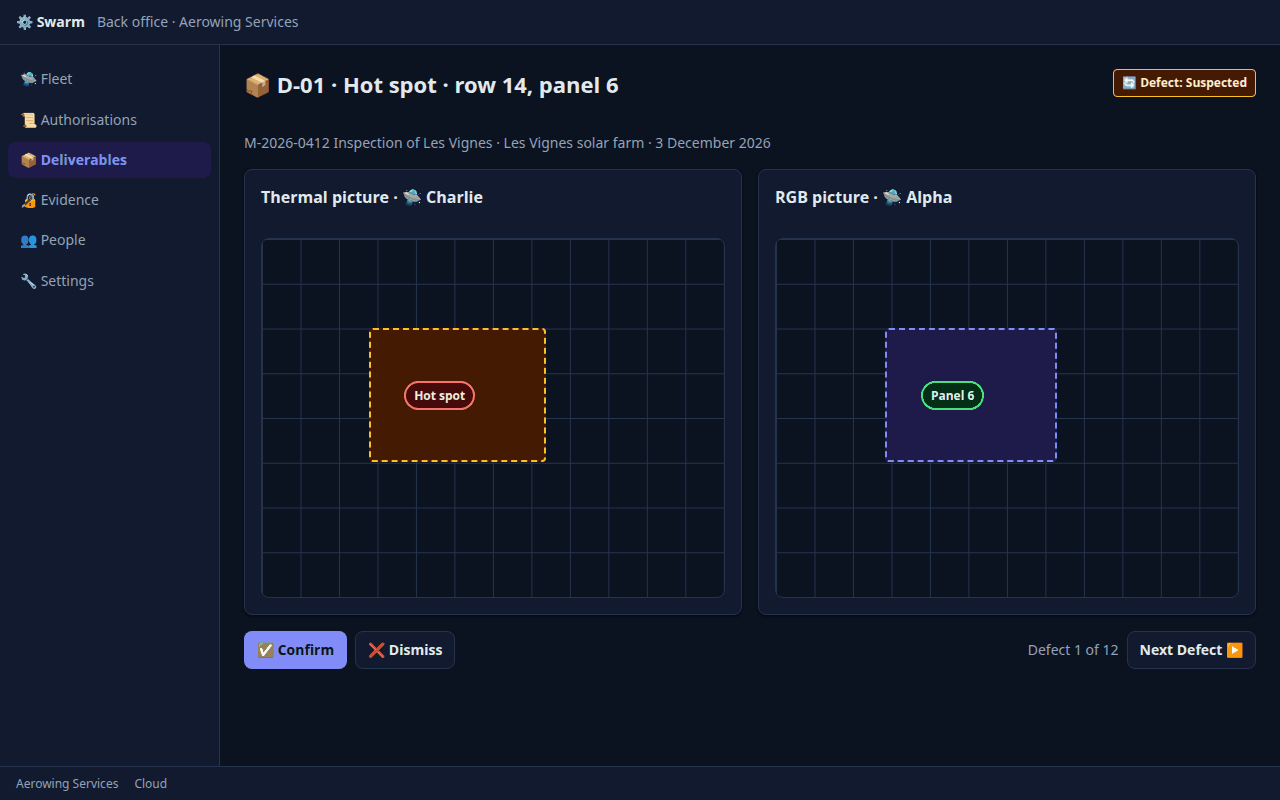 ⚙️ Swarm Back office · Aerowing Services
🛸 Fleet
📜 Authorisations
📦 Deliverables
🔏 Evidence
👥 People
🔧 Settings
📦 D-01 · Hot spot · row 14, panel 6
🔄 Defect: Suspected
M-2026-0412 Inspection of Les Vignes · Les Vignes solar farm · 3 December 2026
Thermal picture · 🛸 Charlie
Hot spot
RGB picture · 🛸 Alpha
Panel 6
✅ Confirm
❌ Dismiss
Defect 1 of 12
Next Defect ▶️
Aerowing Services Cloud